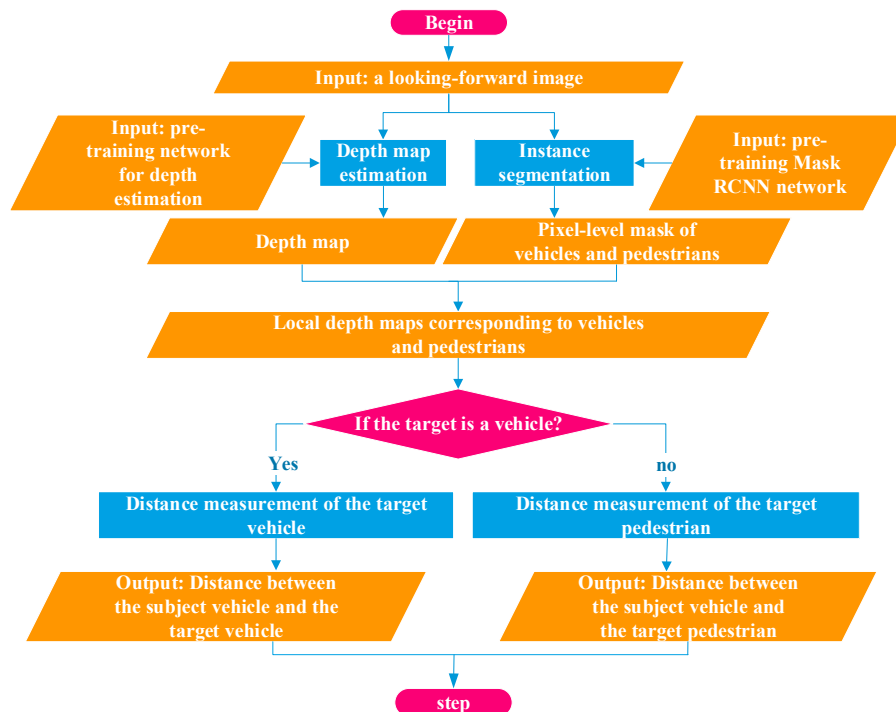 Begin
Input: a looking-forward image
Input: pre-
training network
for depth
estimation
Depth map
estimation
Instance
segmentation
Input: pre-
training Mask
RCNN network
Depth map
Pixel-level mask of
vehicles and pedestrians
Local depth maps corresponding to vehicles
and pedestrians
If the target is a vehicle?
Yes
no
Distance measurement of the target
vehicle
Distance measurement of the target
pedestrian
Output: Distance between
the subject vehicle and the
target vehicle
Output: Distance between
the subject vehicle and
the target pedestrian
step